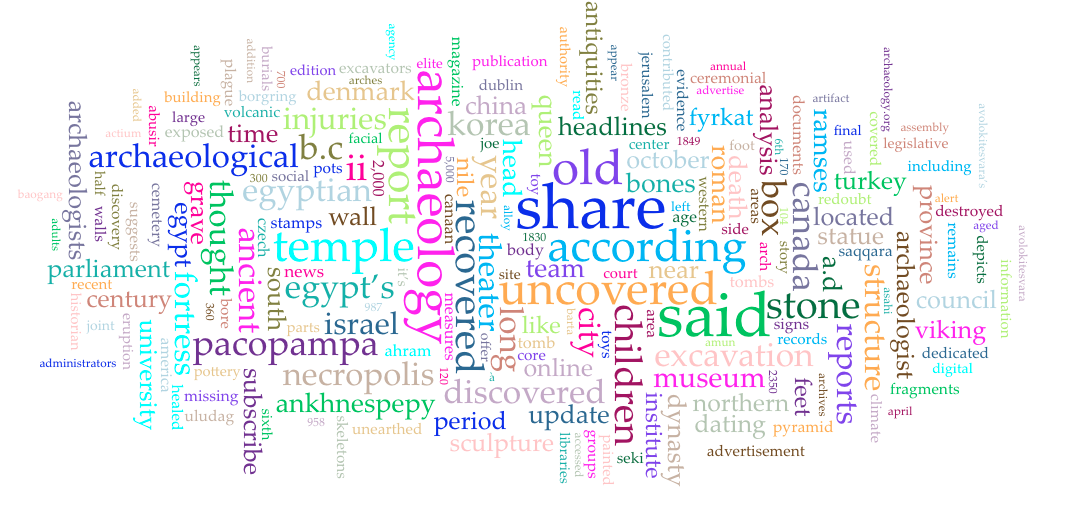 share
said
archaeology
old
temple
according
uncovered
stone
recovered
pacopampa
archaeological
children
b.c
ii
report
egyptian
egypt's
thought
ancient
fortress
necropolis
discovered
excavation
museum
israel
korea
box
canada
a.d
structure
reports
theater
long
city
injuries
denmark
china
queen
antiquities
headlines
october
bones
roman
death
analysis
fyrkat
ramses
turkey
located
statue
province
archaeologist
archaeologists
council
viking
parliament
century
university
subscribe
ankhnespepy
period
update
sculpture
institute
dynasty
northern
dating
feet
pyramid
advertisement
online
like
team
near
head
year
nile
wall
south
egypt
grave
time
publication
magazine
elite
agency
edition
excavators
arches
dublin
joe
facial
2,000
pots
300
social
stamps
news
czech
volcanic
borgring
building
large
exposed
plague
addition
burials
700
appears
added
abusir
actium
baogang
adults
half
walls
discovery
suggests
cemetery
recent
historian
joint
eruption
america
administrators
360
bore
parts
987
it's
ahram
pottery
missing
healed
uludag
sixth
958
skeletons
unearthed
120
measures
canaan
5,000
offer
a
core
tomb
site
body
alloy
toy
1830
court
left
age
center
1849
western
areas
side
foot
tombs
arch
story
6th
170
documents
artifact
final
used
covered
redoubt
saqqara
legislative
assembly
including
alert
destroyed
remains
aged
depicts
asahi
information
avolokitesvara
avolokitesvara's
archaeology.org
ceremonial
annual
advertise
evidence
contributed
jerusalem
bronze
appear
authority
read
signs
records
amum
area
toys
bartu
libraries
accessed
groups
painted
seki
2350
archives
climate
april
fragments
digital
dedicated